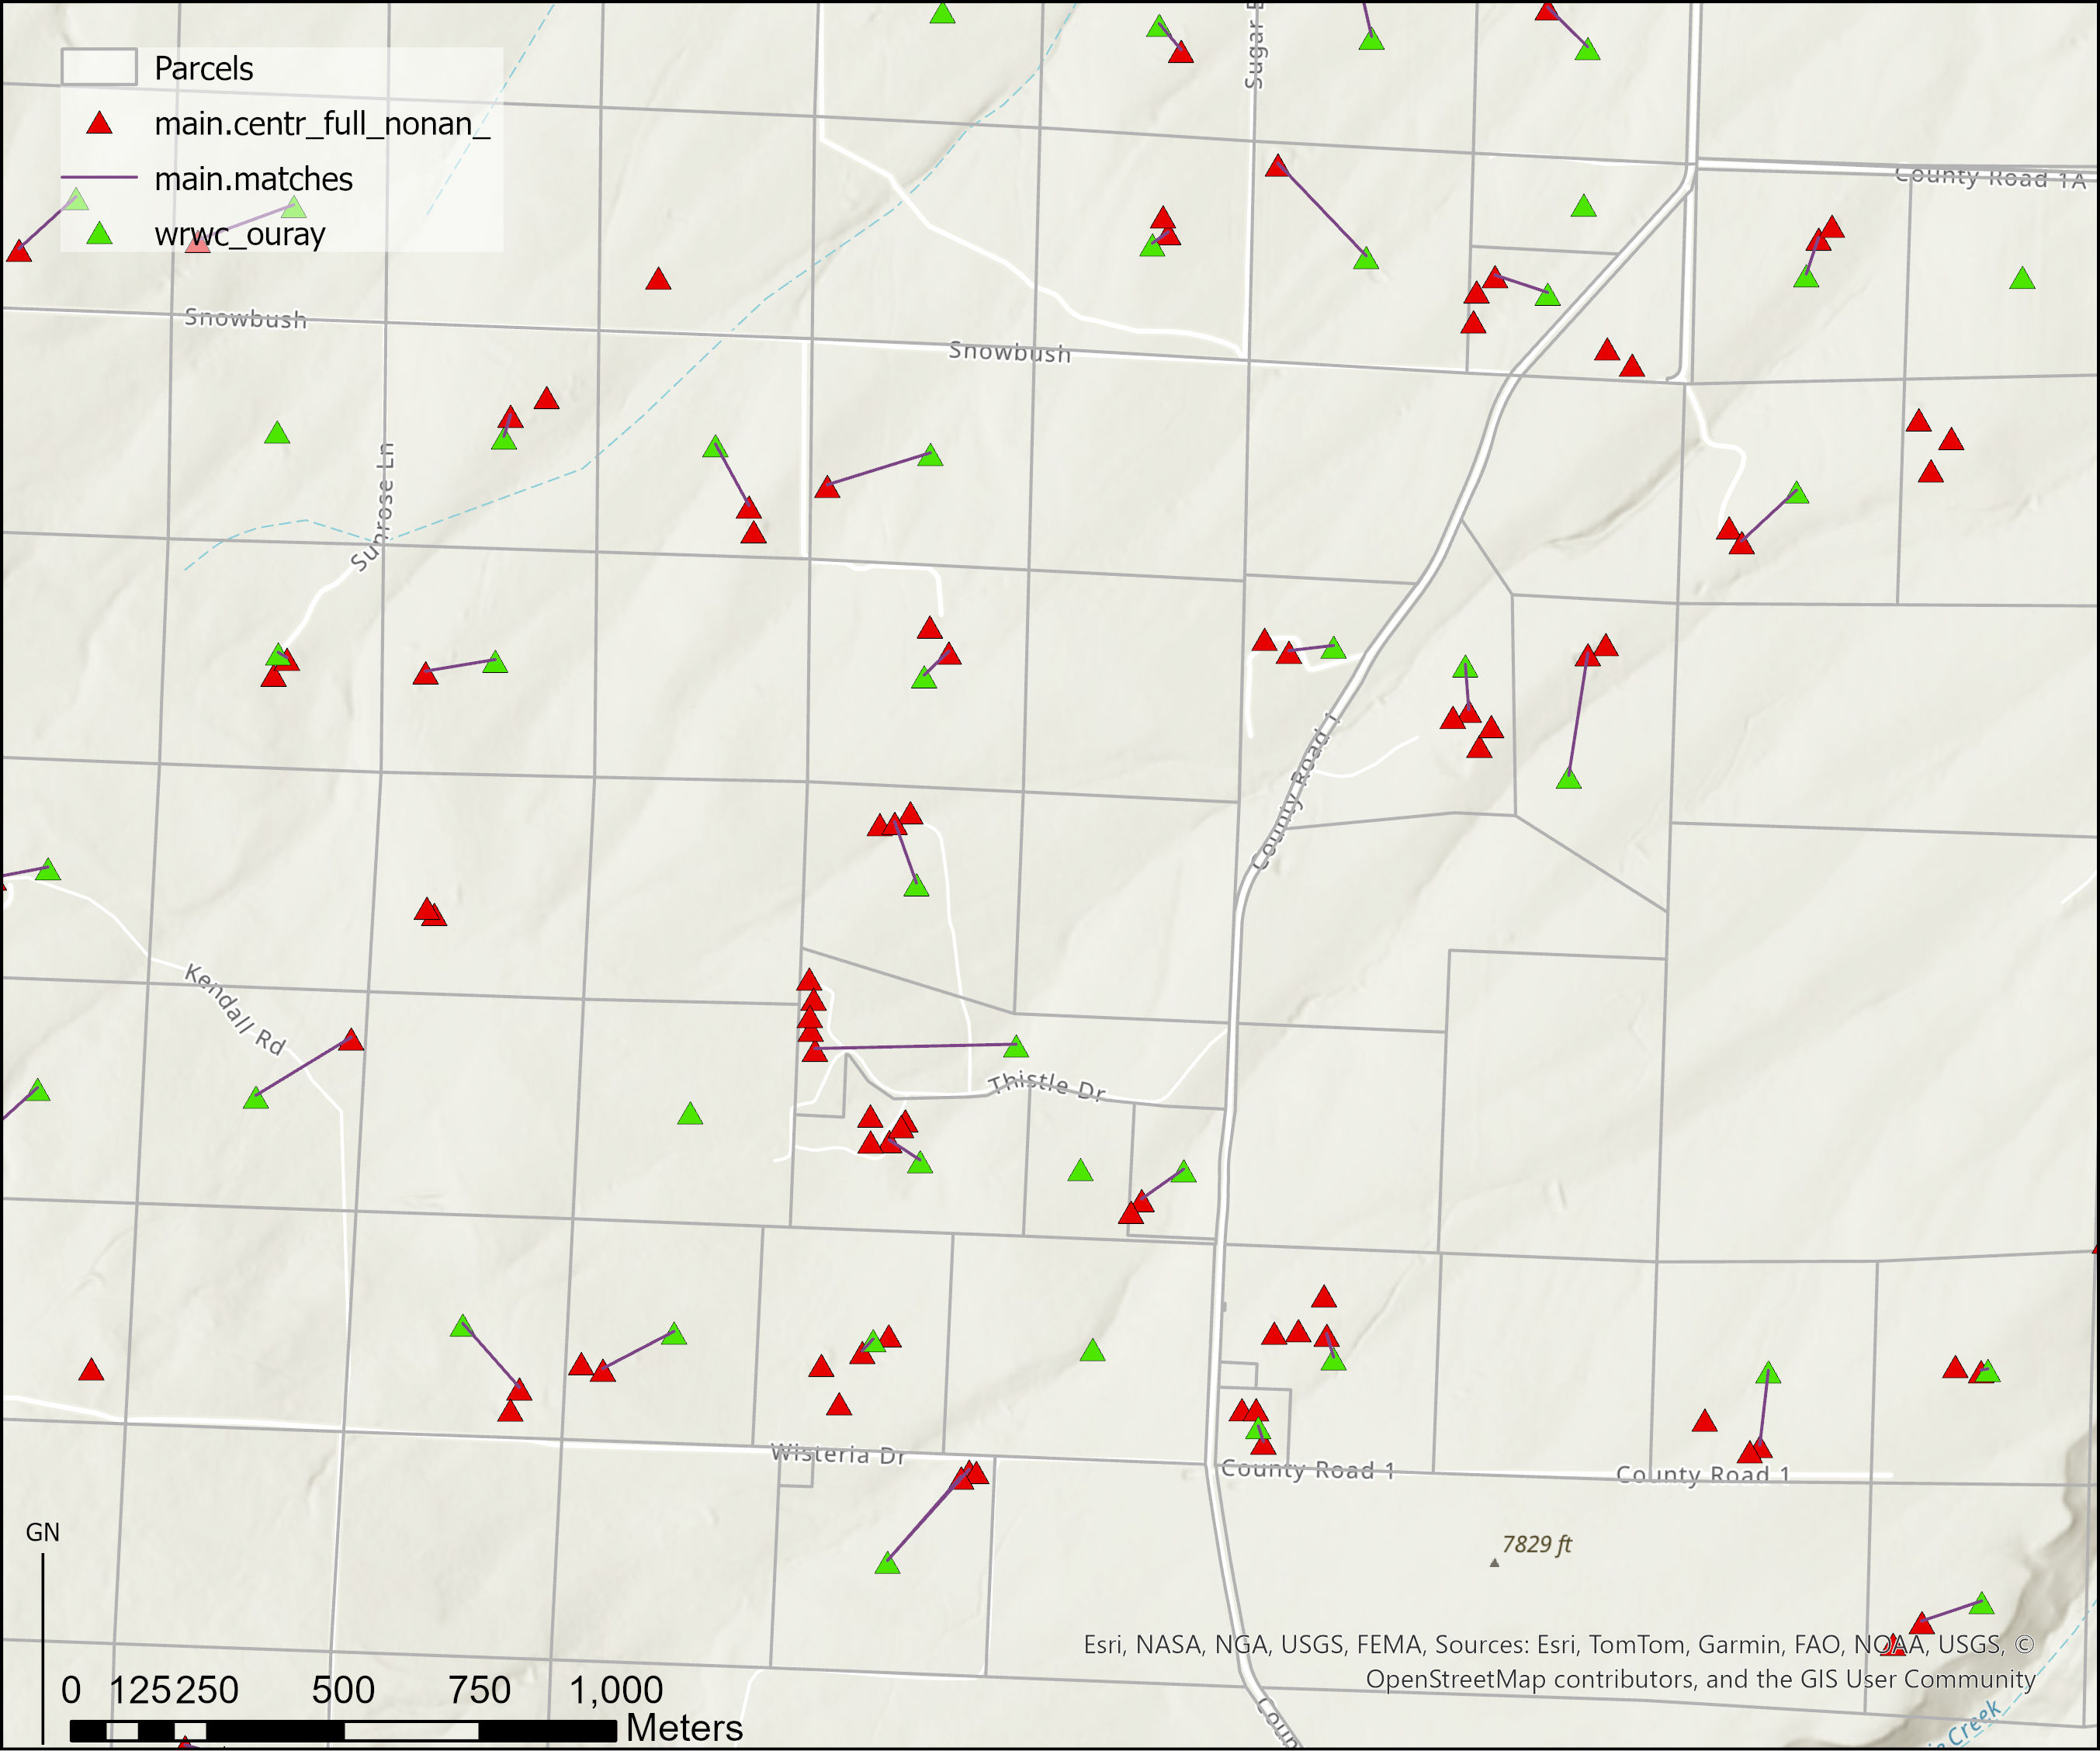 Sugar B
Parcels
main.centr_full_nonan_
main.matches
wrwc_ouray
County Road 1A
Snowbush
Snowbush
Sunrose Ln
County Road 1
Kendall Rd
Thistle Dr
Wisteria Dr
County Road 1
County Road 1
GN
7829 ft
Esri, NASA, NGA, USGS, FEMA, Sources: Esri, TomTom, Garmin, FAO, NOAA, USGS, ©
OpenStreetMap contributors, and the GIS User Community
0 125 250 500 750 1,000
Meters
Coun
Creek